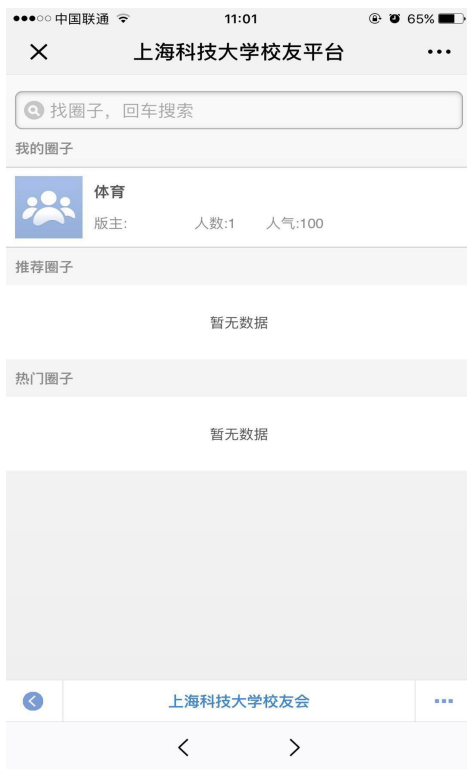 中国联通 11:01 65%
上海科技大学校友平台
找圈子，回车搜索
我的圈子
体育
版主: 人数:1 人气:100
推荐圈子
暂无数据
热门圈子
暂无数据
上海科技大学校友会